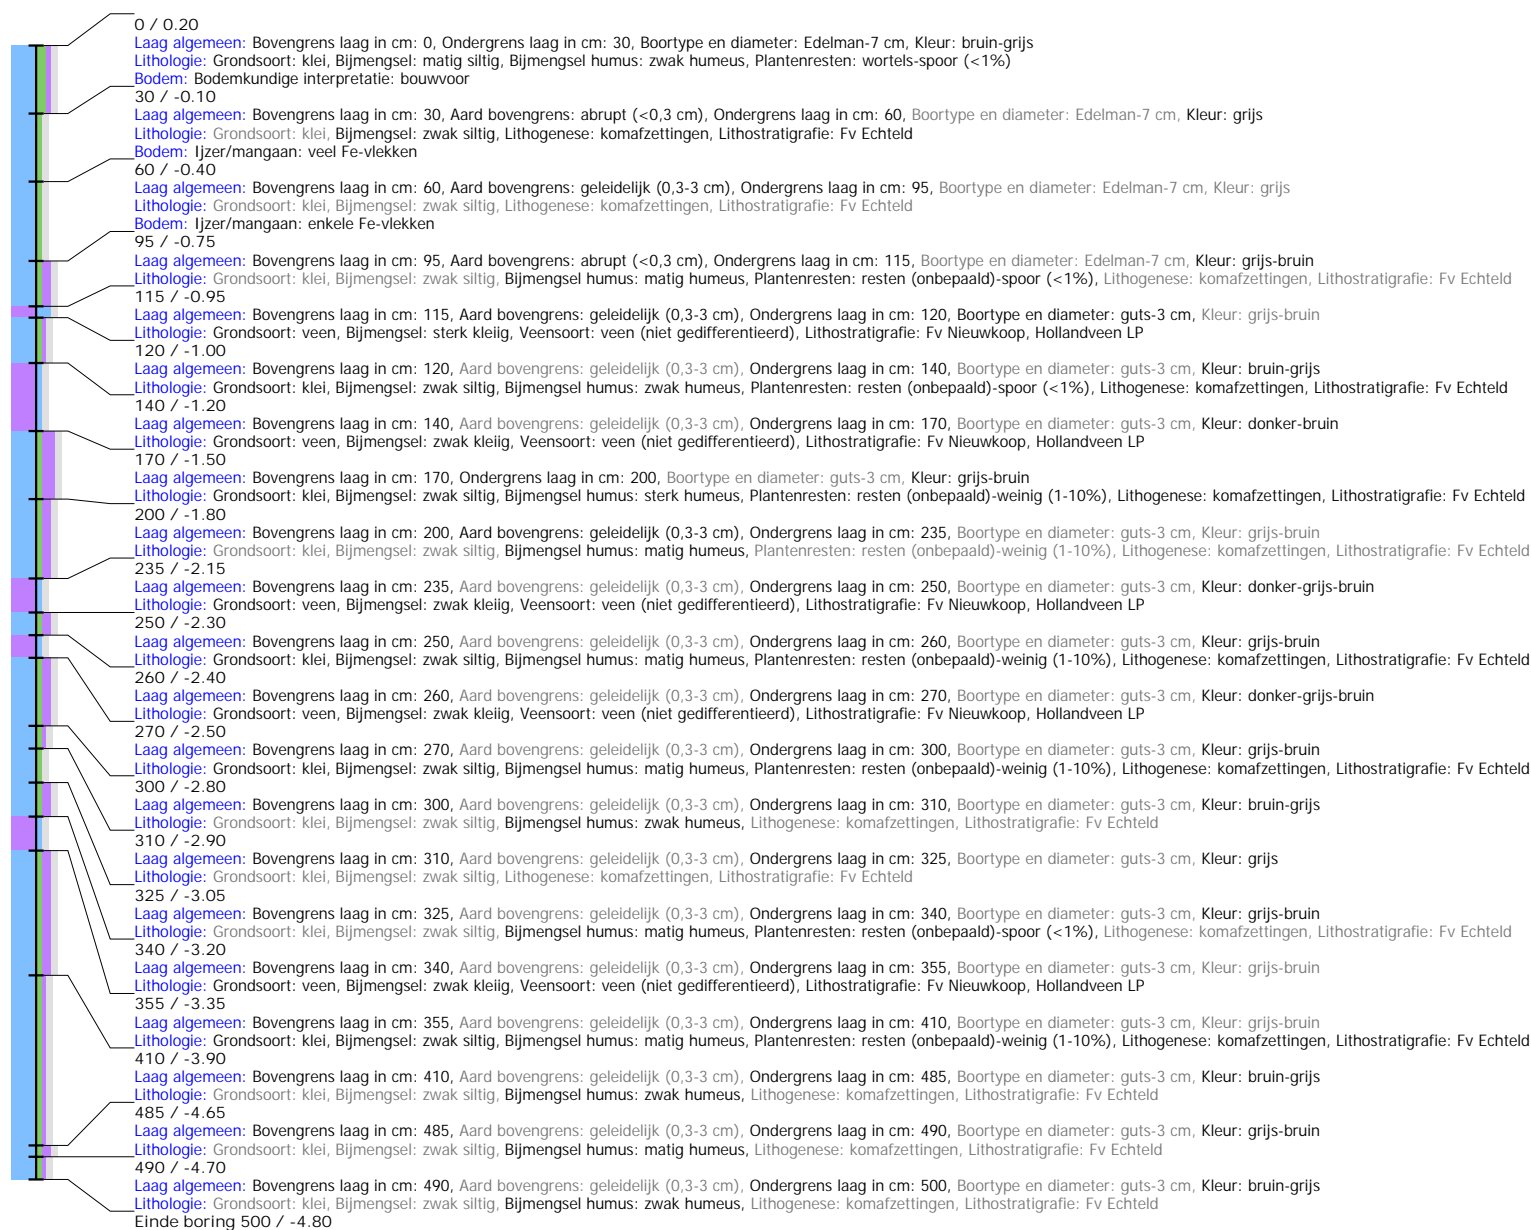 0 / 0.20
Laag algemeen: Bovengrens laag in cm: 0, Ondergrens laag in cm: 30, Boortype en diameter: Edelman-7 cm, Kleur: bruin-grijs
Lithologie: Grondsoort: klei, Bijmengsel: matig siltig, Bijmengsel humus: zwak humeus, Plantenresten: wortels-spoor (<1%)
Bodem: Bodemkundige interpretatie: bouwvoor
30 / -0.10
Laag algemeen: Bovengrens laag in cm: 30, Aard bovengrens: abrupt (<0,3 cm), Ondergrens laag in cm: 60, Boortype en diameter: Edelman-7 cm, Kleur: grijs
Lithologie: Grondsoort: klei, Bijmengsel: zwak siltig, Lithogenese: komafzettingen, Lithostratigrafie: Fv Echteld
Bodem: Ijzer/mangaan: veel Fe-vlekken
60 / -0.40
Laag algemeen: Bovengrens laag in cm: 60, Aard bovengrens: geleidelijk (0,3-3 cm), Ondergrens laag in cm: 95, Boortype en diameter: Edelman-7 cm, Kleur: grijs
Lithologie: Grondsoort: klei, Bijmengsel: zwak siltig, Lithogenese: komafzettingen, Lithostratigrafie: Fv Echteld
Bodem: Ijzer/mangaan: enkele Fe-vlekken
95 / -0.75
Laag algemeen: Bovengrens laag in cm: 95, Aard bovengrens: abrupt (<0,3 cm), Ondergrens laag in cm: 115, Boortype en diameter: Edelman-7 cm, Kleur: grijs-bruin
Lithologie: Grondsoort: klei, Bijmengsel: zwak siltig, Bijmengsel humus: matig humeus, Plantenresten: resten (onbepaald)-spoor (<1%), Lithogenese: komafzettingen, Lithostratigrafie: Fv Echteld
115 / -0.95
Laag algemeen: Bovengrens laag in cm: 115, Aard bovengrens: geleidelijk (0,3-3 cm), Ondergrens laag in cm: 120, Boortype en diameter: guts-3 cm, Kleur: grijs-bruin
Lithologie: Grondsoort: veen, Bijmengsel: sterk kleiig, Veensoort: veen (niet gedifferentieerd), Lithostratigrafie: Fv Nieuwkoop, Hollandveen LP
120 / -1.00
Laag algemeen: Bovengrens laag in cm: 120, Aard bovengrens: geleidelijk (0,3-3 cm), Ondergrens laag in cm: 140, Boortype en diameter: guts-3 cm, Kleur: bruin-grijs
Lithologie: Grondsoort: klei, Bijmengsel: zwak siltig, Bijmengsel humus: zwak humeus, Plantenresten: resten (onbepaald)-spoor (<1%), Lithogenese: komafzettingen, Lithostratigrafie: Fv Echteld
140 / -1.20
Laag algemeen: Bovengrens laag in cm: 140, Aard bovengrens: geleidelijk (0,3-3 cm), Ondergrens laag in cm: 170, Boortype en diameter: guts-3 cm, Kleur: donker-bruin
Lithologie: Grondsoort: veen, Bijmengsel: zwak kleiig, Veensoort: veen (niet gedifferentieerd), Lithostratigrafie: Fv Nieuwkoop, Hollandveen LP
170 / -1.50
Laag algemeen: Bovengrens laag in cm: 170, Ondergrens laag in cm: 200, Boortype en diameter: guts-3 cm, Kleur: grijs-bruin
Lithologie: Grondsoort: klei, Bijmengsel: zwak siltig, Bijmengsel humus: sterk humeus, Plantenresten: resten (onbepaald)-weinig (1-10%), Lithogenese: komafzettingen, Lithostratigrafie: Fv Echteld
200 / -1.80
Laag algemeen: Bovengrens laag in cm: 200, Aard bovengrens: geleidelijk (0,3-3 cm), Ondergrens laag in cm: 235, Boortype en diameter: guts-3 cm, Kleur: grijs-bruin
Lithologie: Grondsoort: klei, Bijmengsel: zwak siltig, Bijmengsel humus: matig humeus, Plantenresten: resten (onbepaald)-weinig (1-10%), Lithogenese: komafzettingen, Lithostratigrafie: Fv Echteld
235 / -2.15
Laag algemeen: Bovengrens laag in cm: 235, Aard bovengrens: geleidelijk (0,3-3 cm), Ondergrens laag in cm: 250, Boortype en diameter: guts-3 cm, Kleur: donker-grijs-bruin
Lithologie: Grondsoort: veen, Bijmengsel: zwak kleiig, Veensoort: veen (niet gedifferentieerd), Lithostratigrafie: Fv Nieuwkoop, Hollandveen LP
250 / -2.30
Laag algemeen: Bovengrens laag in cm: 250, Aard bovengrens: geleidelijk (0,3-3 cm), Ondergrens laag in cm: 260, Boortype en diameter: guts-3 cm, Kleur: grijs-bruin
Lithologie: Grondsoort: klei, Bijmengsel: zwak siltig, Bijmengsel humus: matig humeus, Plantenresten: resten (onbepaald)-weinig (1-10%), Lithogenese: komafzettingen, Lithostratigrafie: Fv Echteld
260 / -2.40
Laag algemeen: Bovengrens laag in cm: 260, Aard bovengrens: geleidelijk (0,3-3 cm), Ondergrens laag in cm: 270, Boortype en diameter: guts-3 cm, Kleur: donker-grijs-bruin
Lithologie: Grondsoort: veen, Bijmengsel: zwak kleiig, Veensoort: veen (niet gedifferentieerd), Lithostratigrafie: Fv Nieuwkoop, Hollandveen LP
270 / -2.50
Laag algemeen: Bovengrens laag in cm: 270, Aard bovengrens: geleidelijk (0,3-3 cm), Ondergrens laag in cm: 300, Boortype en diameter: guts-3 cm, Kleur: grijs-bruin
Lithologie: Grondsoort: klei, Bijmengsel: zwak siltig, Bijmengsel humus: matig humeus, Plantenresten: resten (onbepaald)-weinig (1-10%), Lithogenese: komafzettingen, Lithostratigrafie: Fv Echteld
300 / -2.80
Laag algemeen: Bovengrens laag in cm: 300, Aard bovengrens: geleidelijk (0,3-3 cm), Ondergrens laag in cm: 310, Boortype en diameter: guts-3 cm, Kleur: bruin-grijs
Lithologie: Grondsoort: klei, Bijmengsel: zwak siltig, Bijmengsel humus: zwak humeus, Lithogenese: komafzettingen, Lithostratigrafie: Fv Echteld
310 / -2.90
Laag algemeen: Bovengrens laag in cm: 310, Aard bovengrens: geleidelijk (0,3-3 cm), Ondergrens laag in cm: 325, Boortype en diameter: guts-3 cm, Kleur: grijs
Lithologie: Grondsoort: klei, Bijmengsel: zwak siltig, Lithogenese: komafzettingen, Lithostratigrafie: Fv Echteld
325 / -3.05
Laag algemeen: Bovengrens laag in cm: 325, Aard bovengrens: geleidelijk (0,3-3 cm), Ondergrens laag in cm: 340, Boortype en diameter: guts-3 cm, Kleur: grijs-bruin
Lithologie: Grondsoort: klei, Bijmengsel: zwak siltig, Bijmengsel humus: matig humeus, Plantenresten: resten (onbepaald)-spoor (<1%), Lithogenese: komafzettingen, Lithostratigrafie: Fv Echteld
340 / -3.20
Laag algemeen: Bovengrens laag in cm: 340, Aard bovengrens: geleidelijk (0,3-3 cm), Ondergrens laag in cm: 355, Boortype en diameter: guts-3 cm, Kleur: grijs-bruin
Lithologie: Grondsoort: veen, Bijmengsel: zwak kleiig, Veensoort: veen (niet gedifferentieerd), Lithostratigrafie: Fv Nieuwkoop, Hollandveen LP
355 / -3.35
Laag algemeen: Bovengrens laag in cm: 355, Aard bovengrens: geleidelijk (0,3-3 cm), Ondergrens laag in cm: 410, Boortype en diameter: guts-3 cm, Kleur: grijs-bruin
Lithologie: Grondsoort: klei, Bijmengsel: zwak siltig, Bijmengsel humus: matig humeus, Plantenresten: resten (onbepaald)-weinig (1-10%), Lithogenese: komafzettingen, Lithostratigrafie: Fv Echteld
410 / -3.90
Laag algemeen: Bovengrens laag in cm: 410, Aard bovengrens: geleidelijk (0,3-3 cm), Ondergrens laag in cm: 485, Boortype en diameter: guts-3 cm, Kleur: bruin-grijs
Lithologie: Grondsoort: klei, Bijmengsel: zwak siltig, Bijmengsel humus: zwak humeus, Lithogenese: komafzettingen, Lithostratigrafie: Fv Echteld
485 / -4.65
Laag algemeen: Bovengrens laag in cm: 485, Aard bovengrens: geleidelijk (0,3-3 cm), Ondergrens laag in cm: 490, Boortype en diameter: guts-3 cm, Kleur: grijs-bruin
Lithologie: Grondsoort: klei, Bijmengsel: zwak siltig, Bijmengsel humus: matig humeus, Lithogenese: komafzettingen, Lithostratigrafie: Fv Echteld
490 / -4.70
Laag algemeen: Bovengrens laag in cm: 490, Aard bovengrens: geleidelijk (0,3-3 cm), Ondergrens laag in cm: 500, Boortype en diameter: guts-3 cm, Kleur: bruin-grijs
Lithologie: Grondsoort: klei, Bijmengsel: zwak siltig, Bijmengsel humus: zwak humeus, Lithogenese: komafzettingen, Lithostratigrafie: Fv Echteld
Einde boring 500 / -4.80